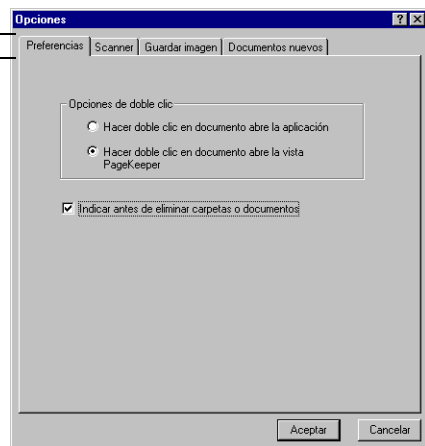 Opciones
Preferencias Scanner Guardar imagen Documentos nuevos
Opciones de doble clic
Hacer doble clic en documento abre la aplicación
Hacer doble clic en documento abre la vista
PageKeeper
Indicar antes de eliminar carpetas o documentos
Aceptar Cancelar